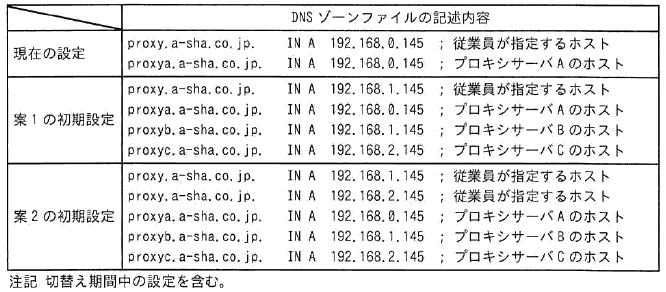 DNSゾーンファイルの記述内容
現在の設定
proxy.a-sha.co.jp. IN A 192.168.0.145 ; 従業員が指定するホスト
proxya.a-sha.co.jp. IN A 192.168.0.145 ; プロキシサーバAのホスト
案1の初期設定
proxy.a-sha.co.jp. IN A 192.168.1.145 ; 従業員が指定するホスト
proxya.a-sha.co.jp. IN A 192.168.0.145 ; プロキシサーバAのホスト
proxyb.a-sha.co.jp. IN A 192.168.1.145 ; プロキシサーバBのホスト
proxyc.a-sha.co.jp. IN A 192.168.2.145 ; プロキシサーバCのホスト
案2の初期設定
proxy.a-sha.co.jp. IN A 192.168.1.145 ; 従業員が指定するホスト
proxy.a-sha.co.jp. IN A 192.168.2.145 ; 従業員が指定するホスト
proxya.a-sha.co.jp. IN A 192.168.0.145 ; プロキシサーバAのホスト
proxyb.a-sha.co.jp. IN A 192.168.1.145 ; プロキシサーバBのホスト
proxyc.a-sha.co.jp. IN A 192.168.2.145 ; プロキシサーバCのホスト
注記 切替え期間中の設定を含む。